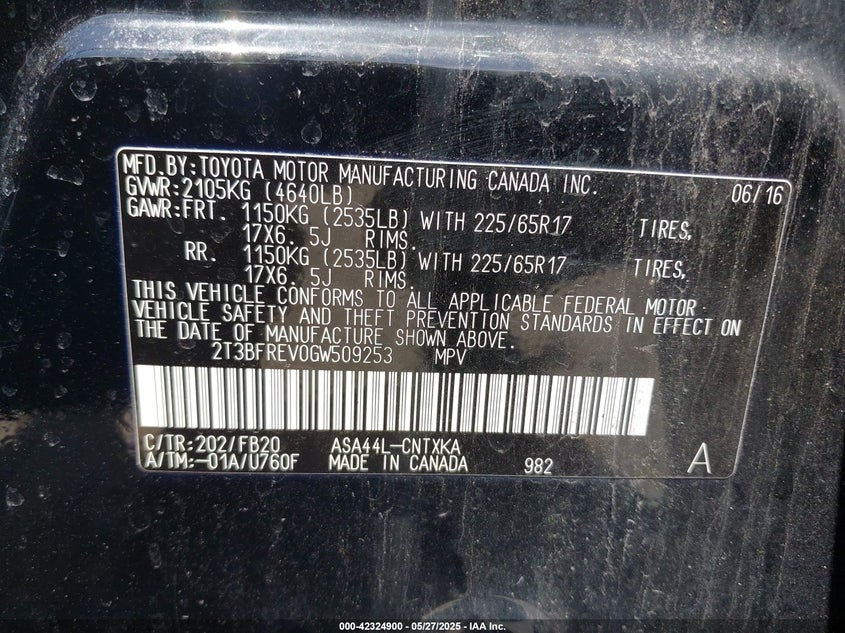 MFD.BY:TOYOTA MOTOR MANUFACTURING CANADA INC. 06/16
GVWR:2105KG (4640LB)
GAWR:FRT. 1150KG (2535LB) WITH 225/65R17 TIRES,
17X6. 5J RIMS.
RR. 1150KG (2535LB) WITH 225/65R17 TIRES,
17X6. 5J RIMS.
THIS VEHICLE CONFORMS TO ALL APPLICABLE FEDERAL MOTOR
VEHICLE SAFETY AND THEFT PREVENTION STANDARDS IN EFFECT ON
THE DATE OF MANUFACTURE SHOWN ABOVE.
2T3BFREV0GW509253 MPV
C/TR:202/FB20 ASA44L-CNTXKA
A/TM:-01A/U760F MADE IN CANADA 982 A
000-42324900 - 05/27/2025 - IAA Inc.